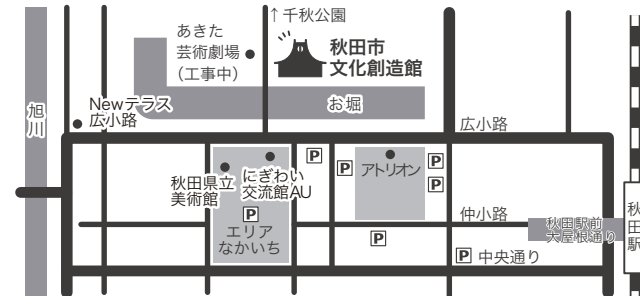 ↑千秋公園
あきた
芸術劇場
（工事中）
秋田市
文化創造館
旭川
Newテラス
広小路
お堀
広小路
秋田県立
美術館
にぎわい
交流館AU
P
P
アトリオン
P
P
P
エリア
なかいち
仲小路
P
秋田駅前
大屋根通り
秋田駅
P 中央通り